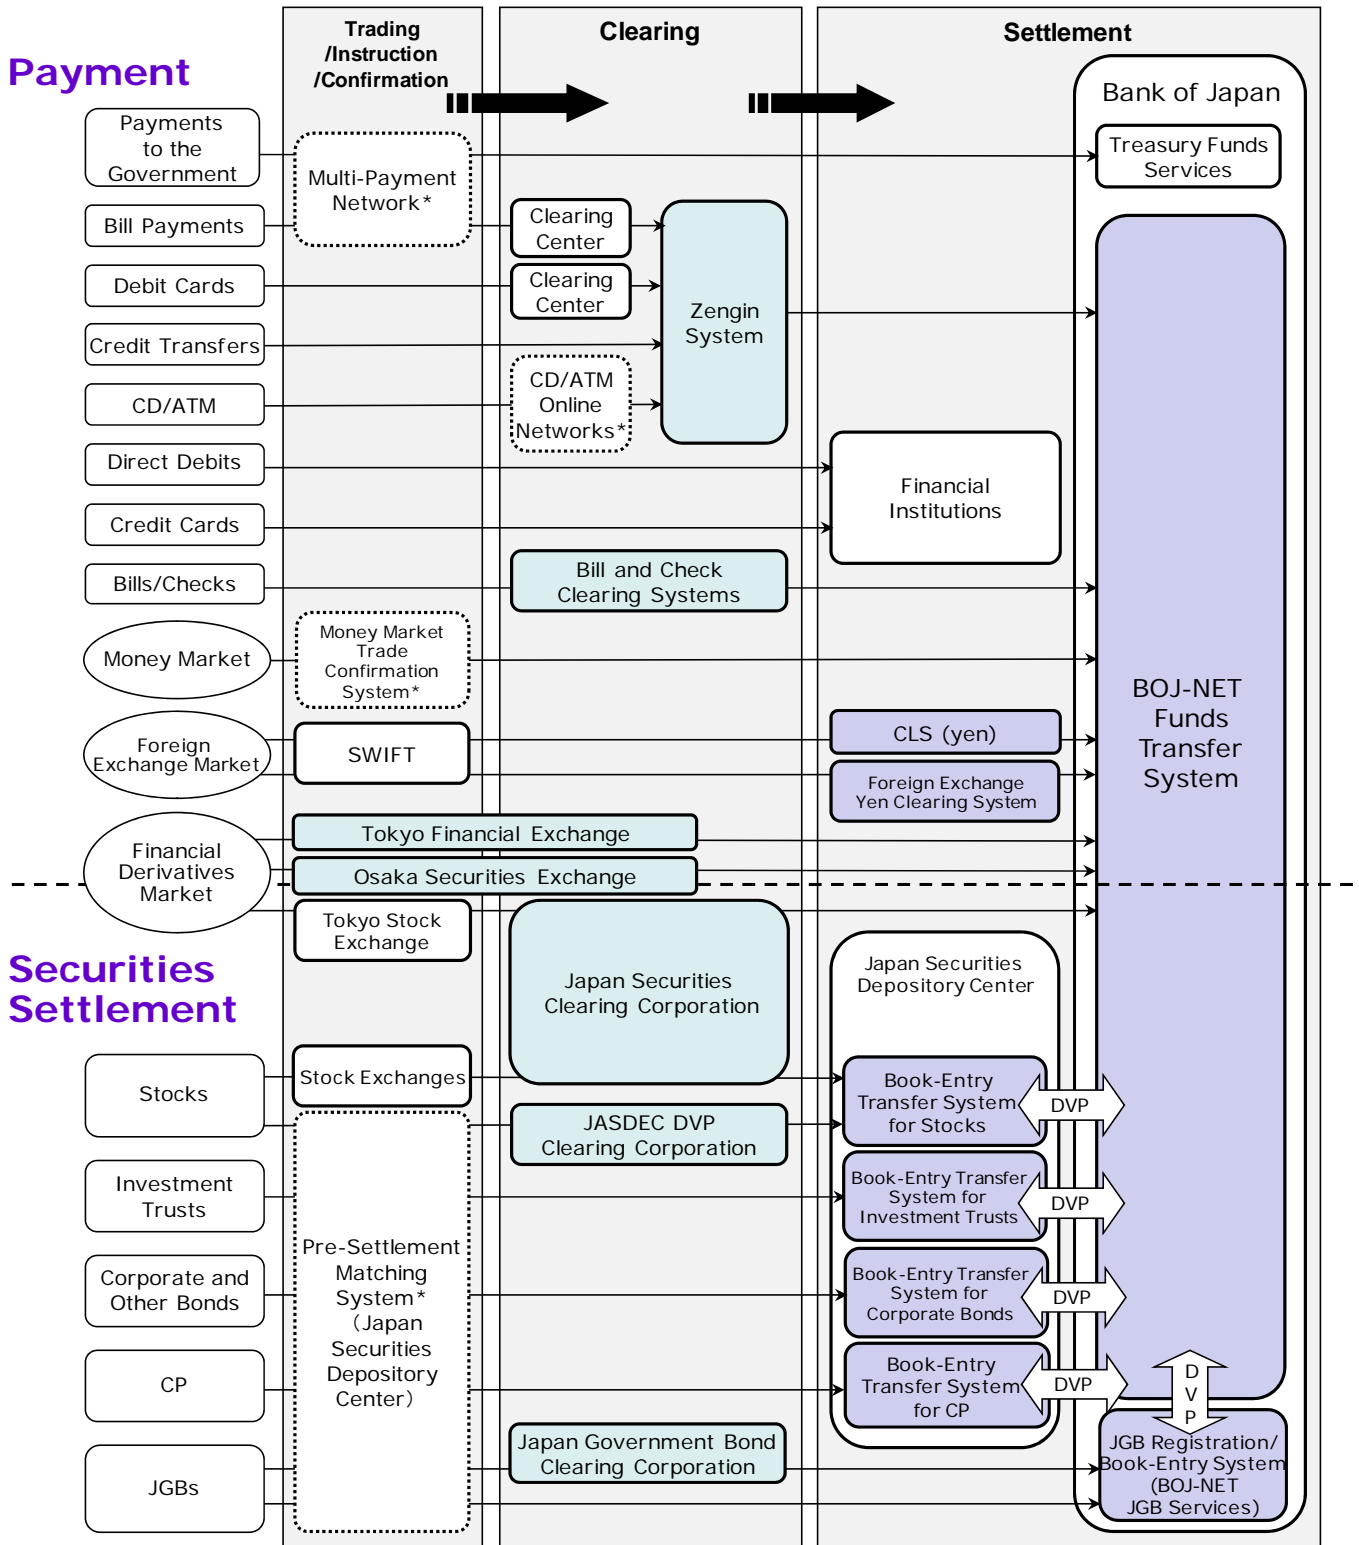 Trading
/Instruction
/Confirmation
Clearing
Settlement
Payment
Bank of Japan
Payments
to the
Government
Multi-Payment
Network*
Treasury Funds
Services
Bill Payments
Clearing
Center
Debit Cards
Clearing
Center
Zengin
System
Credit Transfers
CD/ATM
CD/ATM
Online
Networks*
Direct Debits
Financial
Institutions
Credit Cards
Bills/Checks
Bill and Check
Clearing Systems
Money Market
Money Market
Trade
Confirmation
System*
BOJ-NET
Funds
Transfer
System
Foreign
Exchange Market
SWIFT
CLS (yen)
Foreign Exchange
Yen Clearing System
Financial
Derivatives
Market
Tokyo Financial Exchange
Osaka Securities Exchange
Tokyo Stock
Exchange
Securities
Settlement
Japan Securities
Clearing Corporation
Japan Securities
Depository Center
Stocks
Stock Exchanges
Book-Entry
Transfer System
for Stocks
DVP
JASDEC DVP
Clearing Corporation
Investment
Trusts
Book-Entry Transfer
System for
Investment Trusts
DVP
Pre-Settlement
Matching
System*
(Japan
Securities
Depository
Center)
Corporate and
Other Bonds
Book-Entry Transfer
System for
Corporate Bonds
DVP
CP
Book-Entry
Transfer System
for CP
DVP
D
V
P
JGBs
Japan Government Bond
Clearing Corporation
JGB Registration/
Book-Entry System
(BOJ-NET
JGB Services)